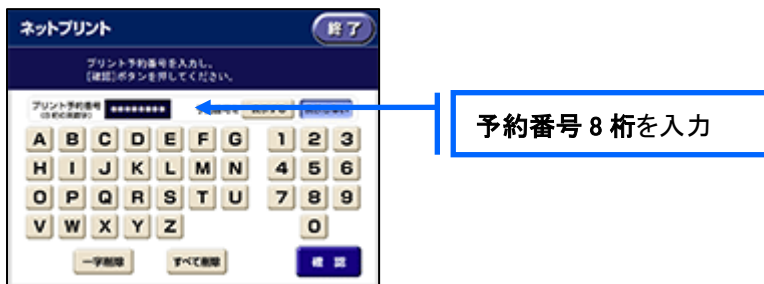 ネットプリント
終了
プリント予約番号を入力し、
[確認]ボタンを押してください。
プリント予約番号
********
A B C D E F G 1 2 3
H I J K L M N 4 5 6
O P Q R S T U 7 8 9
V W X Y Z 0
一字削除 すべて削除 確認
予約番号 8 桁を入力